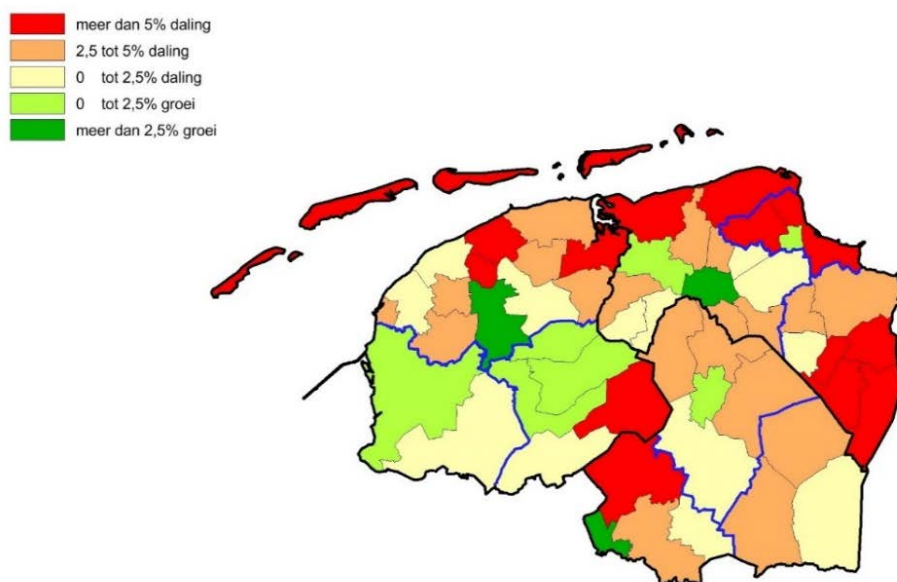 meer dan 5% daling
2,5 tot 5% daling
0 tot 2,5% daling
0 tot 2,5% groei
meer dan 2,5% groei